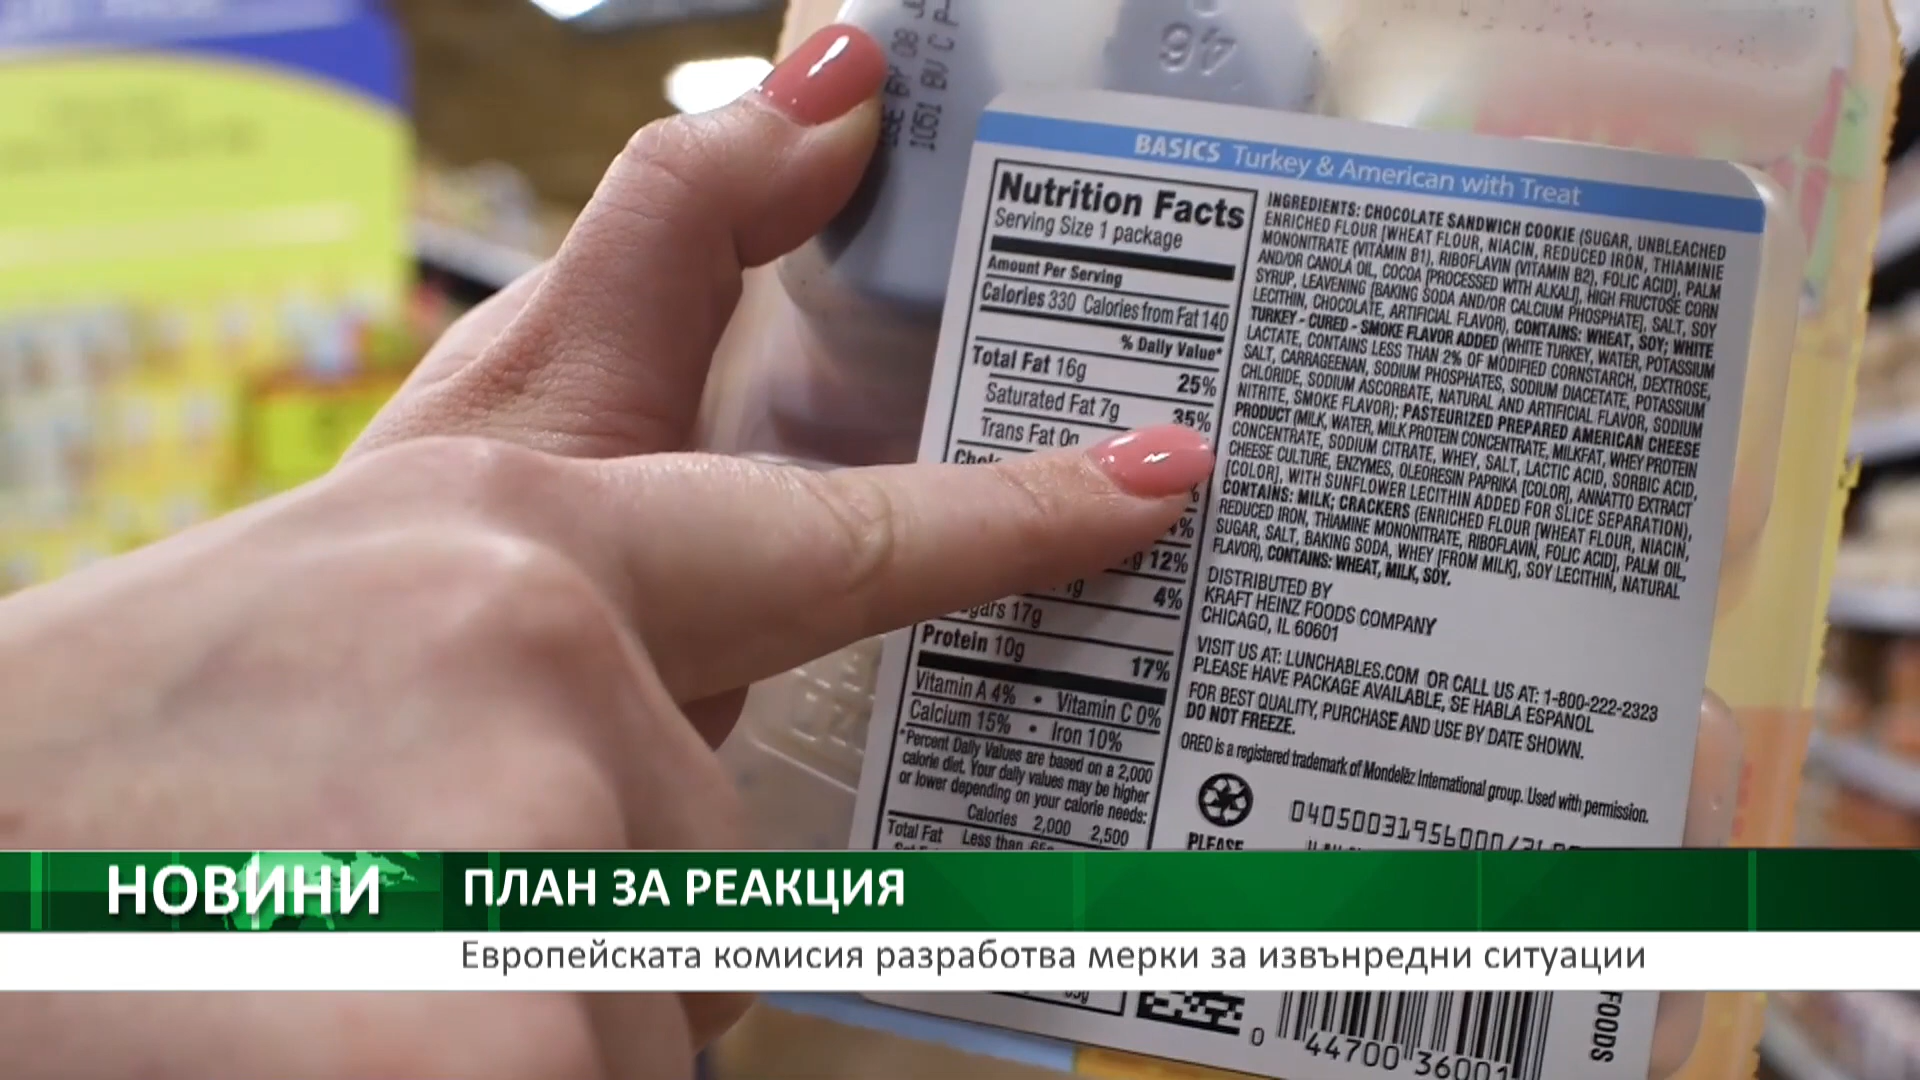 46
USE BY 08
1051 BV C P
BASICS Turkey & American with Treat
Nutrition Facts
Serving Size 1 package
Amount Per Serving
Calories 330 Calories from Fat 140
% Daily Value*
Total Fat 16g 25%
Saturated Fat 7g 35%
Trans Fat 0g
4%
12%
4%
17g
Protein 10g 17%
Vitamin A 4% • Vitamin C 0%
Calcium 15% • Iron 10%
*Percent Daily Values are based on a 2,000
calorie diet. Your daily values may be higher
or lower depending on your calorie needs:
Calories 2,000 2,500
Total Fat Less than
INGREDIENTS: CHOCOLATE SANDWICH COOKIE (SUGAR, UNBLEACHED
ENRICHED FLOUR [WHEAT FLOUR, NIACIN, REDUCED IRON, THIAMINIE
MONONITRATE (VITAMIN B1), RIBOFLAVIN (VITAMIN B2), FOLIC ACID], PALM
AND/OR CANOLA OIL, COCOA [PROCESSED WITH ALKALI], HIGH FRUCTOSE CORN
SYRUP, LEAVENING [BAKING SODA AND/OR CALCIUM PHOSPHATE], SALT, SOY
LECITHIN, CHOCOLATE, ARTIFICIAL FLAVOR), CONTAINS: WHEAT, SOY; WHITE
TURKEY - CURED - SMOKE FLAVOR ADDED (WHITE TURKEY, WATER, POTASSIUM
LACTATE, CONTAINS LESS THAN 2% OF MODIFIED CORNSTARCH, DEXTROSE,
SALT, CARRAGEENAN, SODIUM PHOSPHATES, SODIUM DIACETATE, POTASSIUM
CHLORIDE, SODIUM ASCORBATE, NATURAL AND ARTIFICIAL FLAVOR, SODIUM
NITRITE, SMOKE FLAVOR); PASTEURIZED PREPARED AMERICAN CHEESE
PRODUCT (MILK, WATER, MILK PROTEIN CONCENTRATE, MILKFAT, WHEY PROTEIN
CONCENTRATE, SODIUM CITRATE, WHEY, SALT, LACTIC ACID, SORBIC ACID,
CHEESE CULTURE, ENZYMES, OLEORESIN PAPRIKA [COLOR], ANNATTO EXTRACT
[COLOR], WITH SUNFLOWER LECITHIN ADDED FOR SLICE SEPARATION),
CONTAINS: MILK; CRACKERS (ENRICHED FLOUR [WHEAT FLOUR, NIACIN,
REDUCED IRON, THIAMINE MONONITRATE, RIBOFLAVIN, FOLIC ACID], PALM OIL,
SUGAR, SALT, BAKING SODA, WHEY [FROM MILK], SOY LECITHIN, NATURAL
FLAVOR), CONTAINS: WHEAT, MILK, SOY.
DISTRIBUTED BY
KRAFT HEINZ FOODS COMPANY
CHICAGO, IL 60601
VISIT US AT: LUNCHABLES.COM OR CALL US AT: 1-800-222-2323
PLEASE HAVE PACKAGE AVAILABLE, SE HABLA ESPANOL
FOR BEST QUALITY, PURCHASE AND USE BY DATE SHOWN.
DO NOT FREEZE.
OREO is a registered trademark of Mondelēz International group. Used with permission.
PLEASE
НОВИНИ
ПЛАН ЗА РЕАКЦИЯ
Европейската комисия разработва мерки за извънредни ситуации
FOODS
0 44700 36001